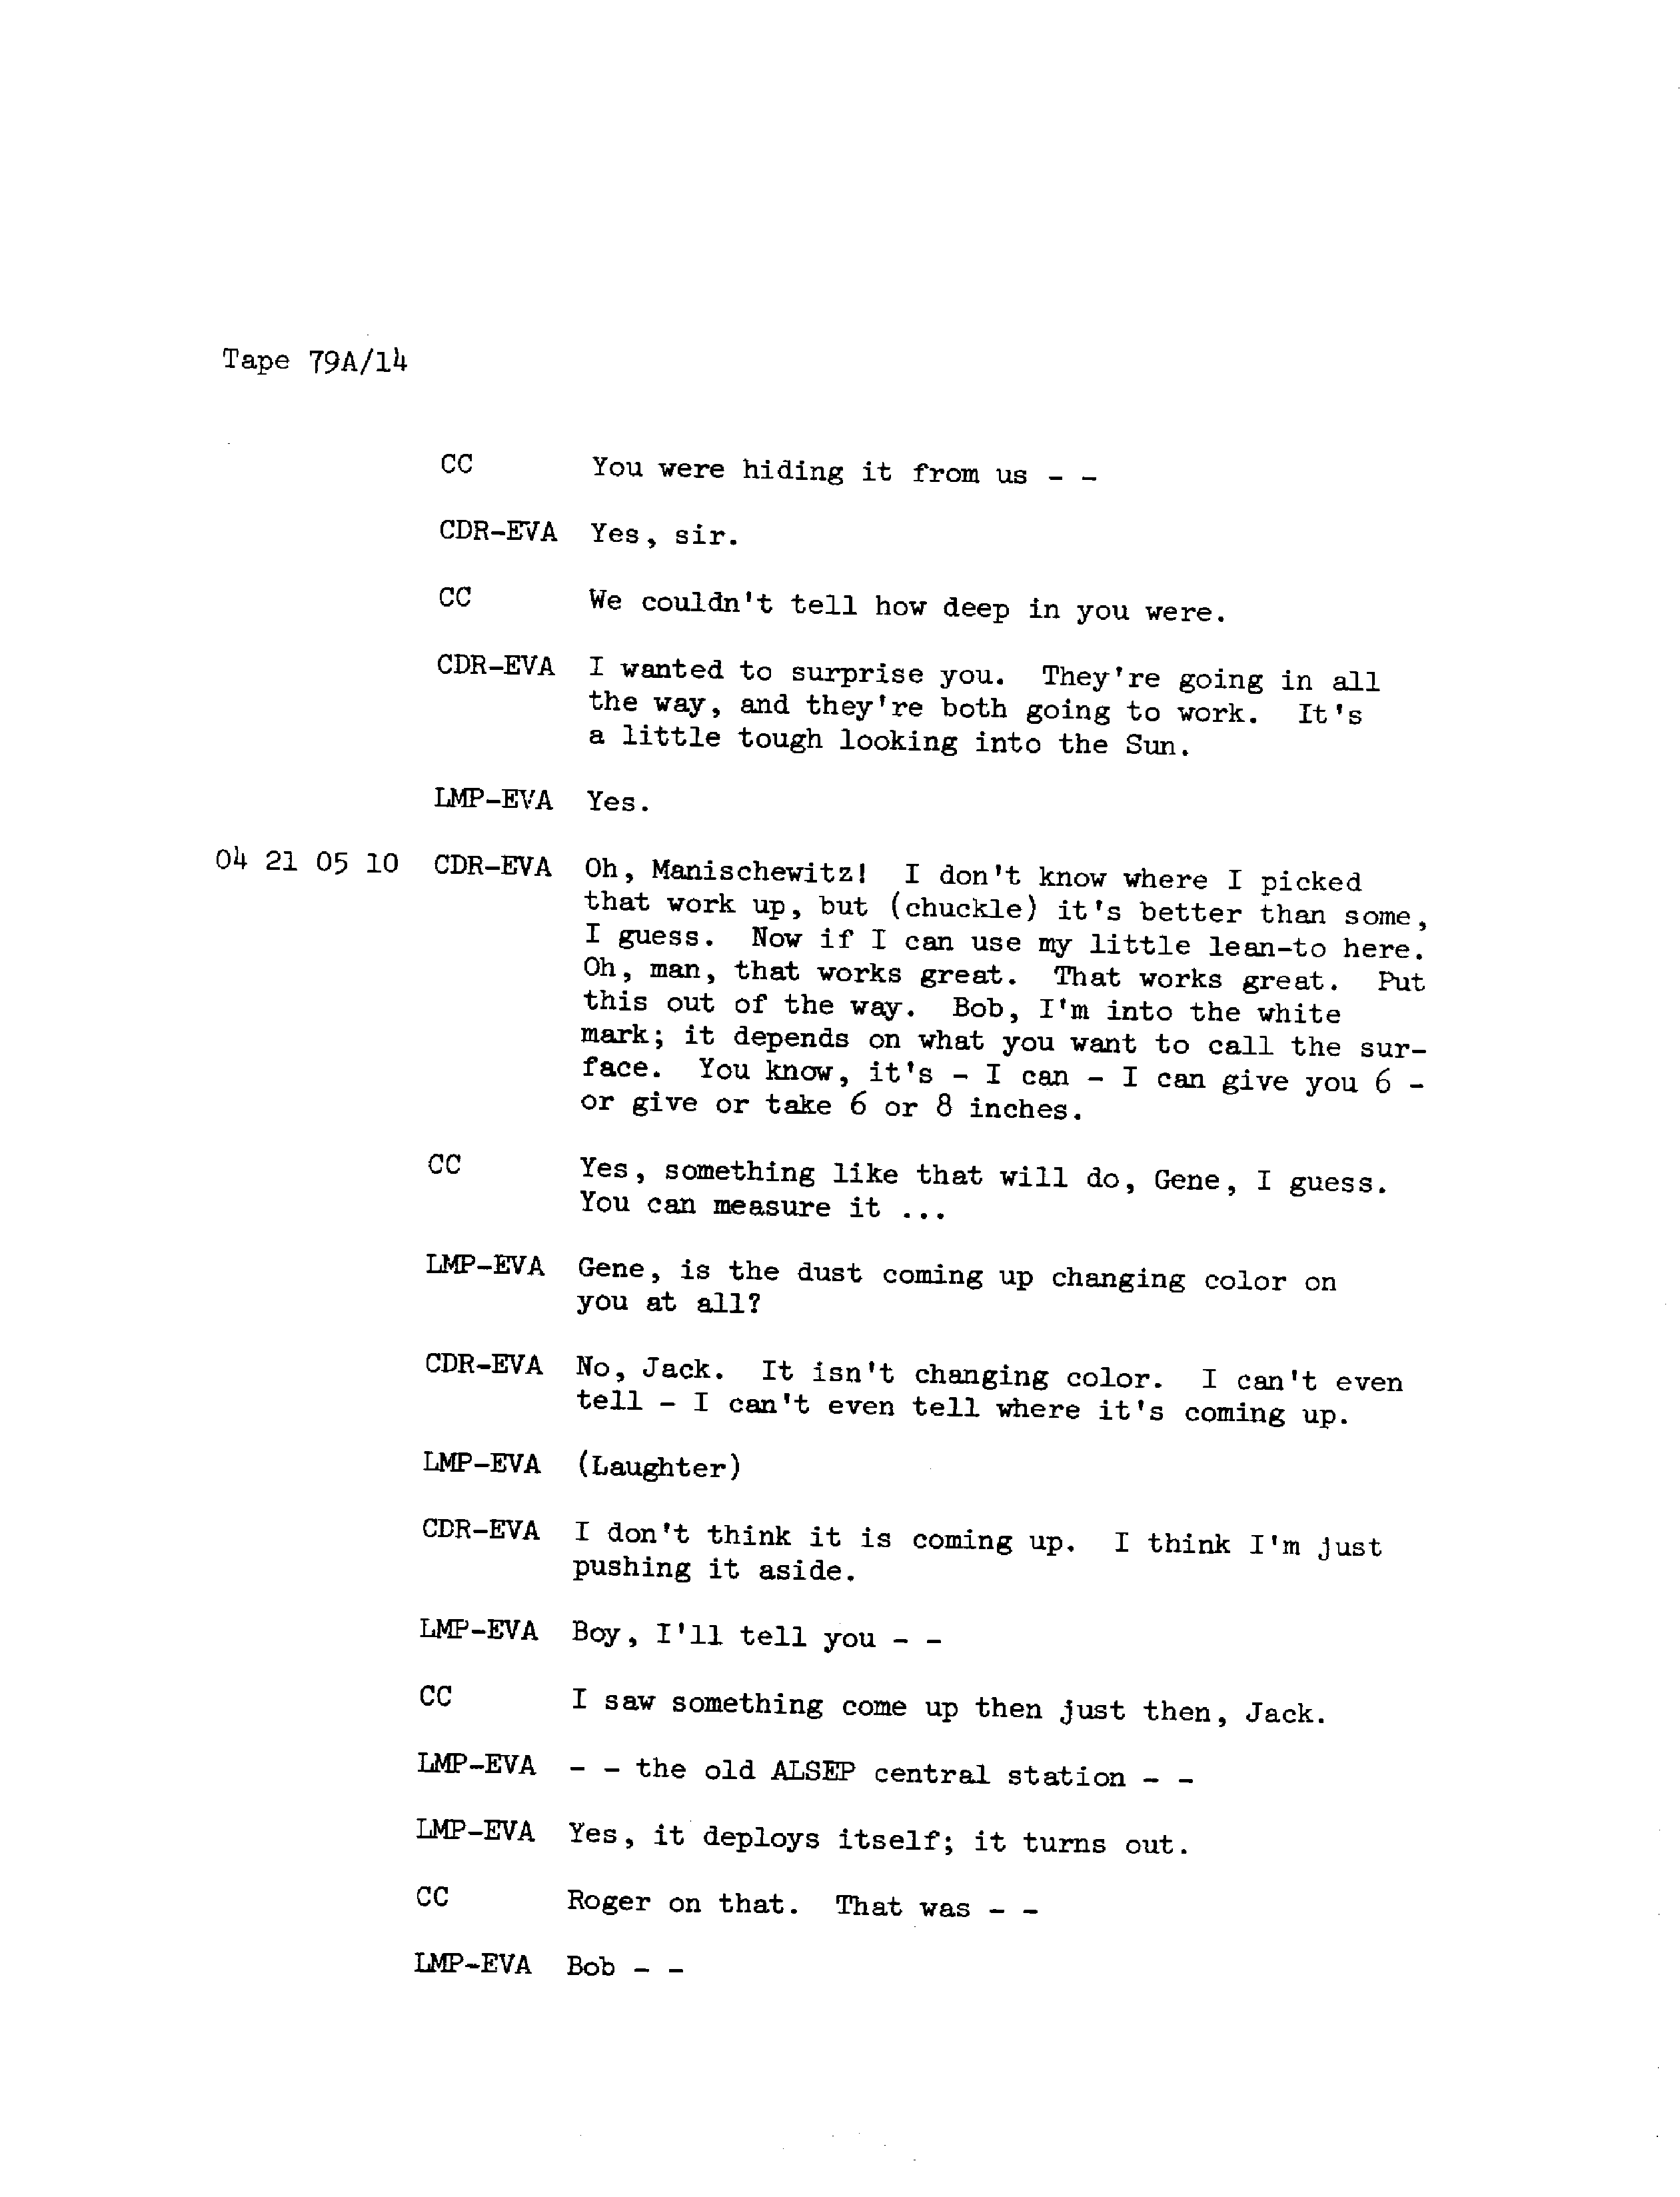 Tape 79A/14
CC You were hiding it from us - -
CDR-EVA Yes, sir.
CC We couldn't tell how deep in you were.
CDR-EVA I wanted to surprise you. They're going in all
the way, and they're both going to work. It's
a little tough looking into the Sun.
LMP-EVA Yes.
04 21 05 10 CDR-EVA Oh, Manischewitz! I don't know where I picked
that work up, but (chuckle) it's better than some,
I guess. Now if I can use my little lean-to here.
Oh, man, that works great. That works great. Put
this out of the way. Bob, I'm into the white
mark; it depends on what you want to call the sur-
face. You know, it's - I can - I can give you 6 -
or give or take 6 or 8 inches.
CC Yes, something like that will do, Gene, I guess.
You can measure it ...
LMP-EVA Gene, is the dust coming up changing color on
you at all?
CDR-EVA No, Jack. It isn't changing color. I can't even
tell - I can't even tell where it's coming up.
LMP-EVA (Laughter)
CDR-EVA I don't think it is coming up. I think I'm just
pushing it aside.
LMP-EVA Boy, I'll tell you - -
CC I saw something come up then just then, Jack.
LMP-EVA - - the old ALSEP central station - -
LMP-EVA Yes, it deploys itself; it turns out.
CC Roger on that. That was - -
LMP-EVA Bob - -